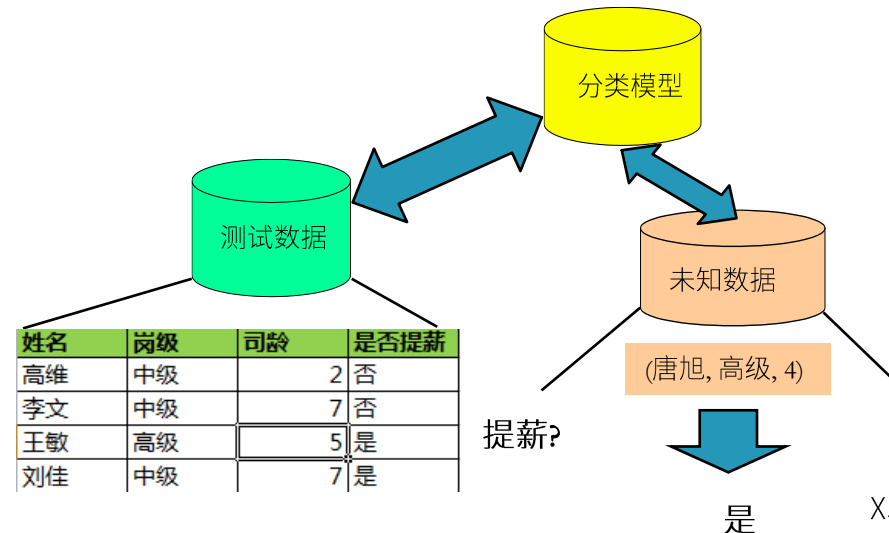 分类模型
测试数据
未知数据
姓名 岗级 司龄 是否提薪
高维 中级 2 否
李文 中级 7 否
王敏 高级 5 是
刘佳 中级 7 是
(唐旭, 高级, 4)
提薪?
是